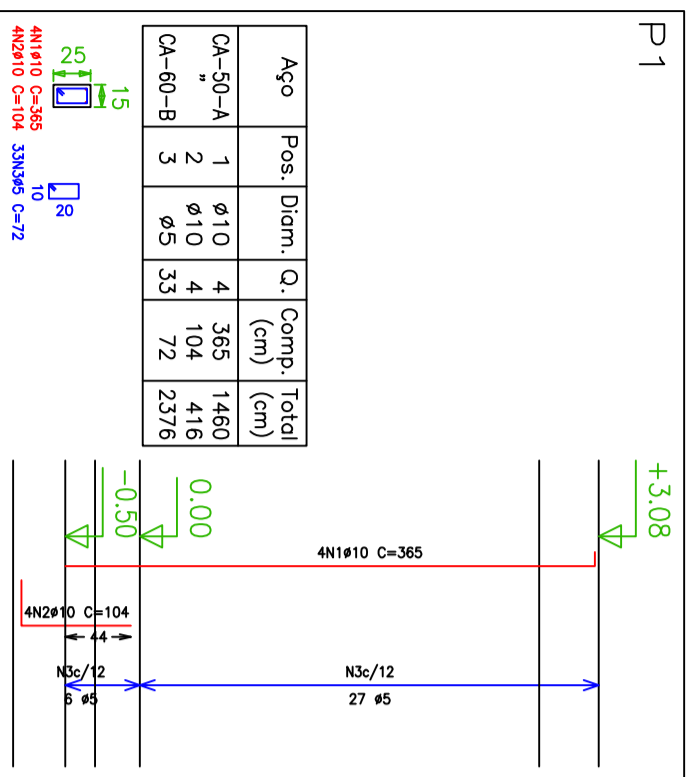 P1
Aço Pos. Diam. Q. Comp. (cm) Total (cm)
CA-50-A 1 ø10 4 365 1460
" 2 ø10 4 104 416
CA-60-B 3 ø5 33 72 2376
25
15
10
20
4N1ø10 C=365
4N2ø10 C=104
33N3ø5 C=72
+3.08
4N1ø10 C=365
N3c/12
27 ø5
0.00
-0.50
4N2ø10 C=104
44
N3c/12
6 ø5